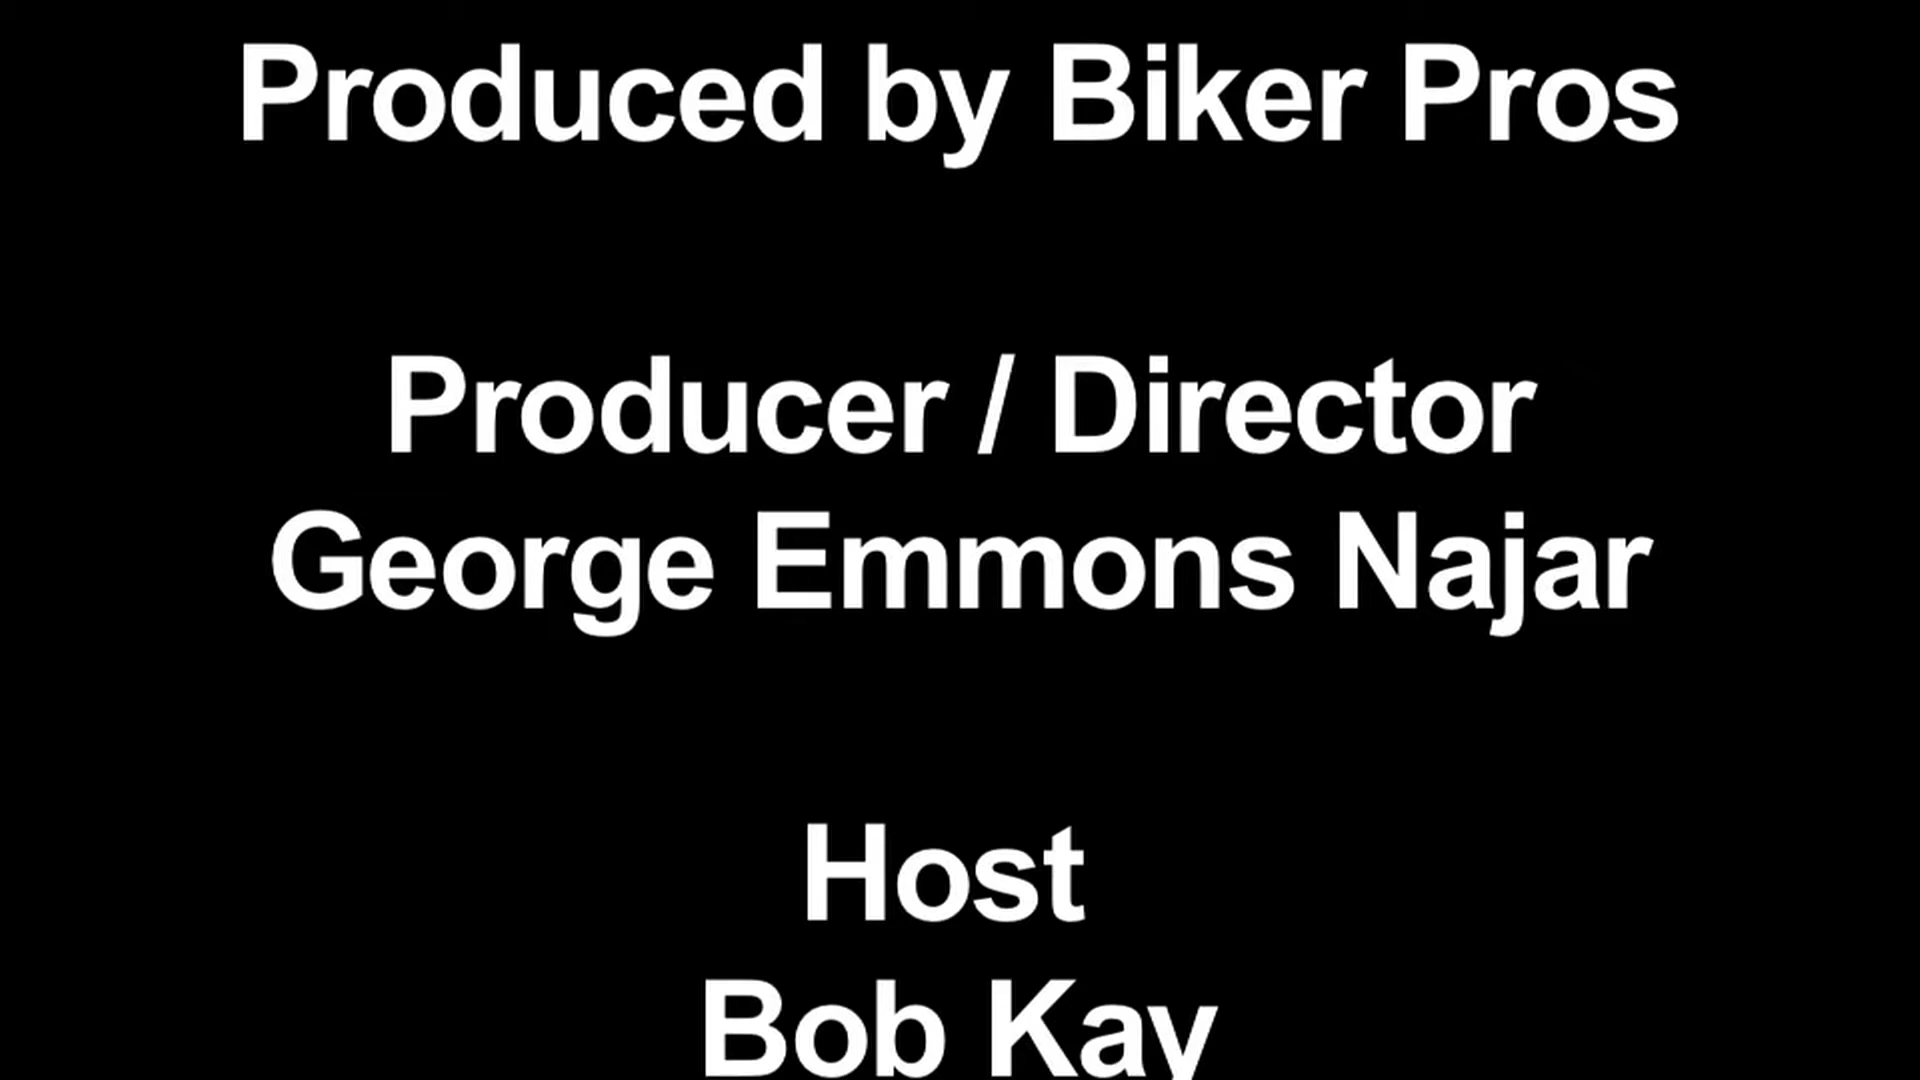 Produced by Biker Pros
Producer / Director
George Emmons Najar
Host
Bob Kay